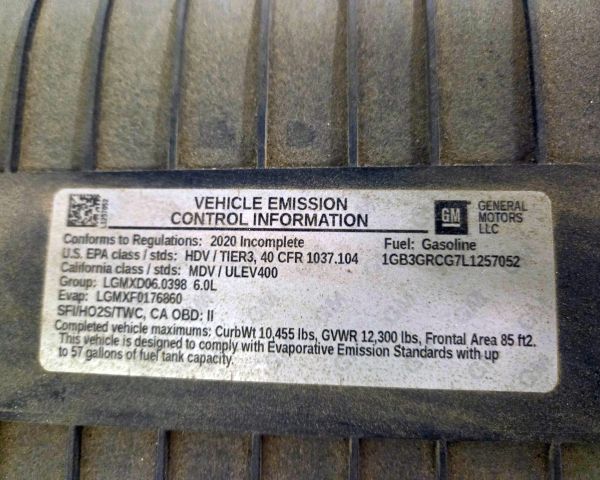 VEHICLE EMISSION
CONTROL INFORMATION
GM
GENERAL
MOTORS
LLC
Conforms to Regulations: 2020 Incomplete
Fuel: Gasoline
U.S. EPA class / stds: HDV / TIER3, 40 CFR 1037.104
1GB3GRCG7L1257052
California class / stds: MDV / ULEV400
Group: LGMXD06.0398 6.0L
Evap: LGMXF0176860
SFI/HO2S/TWC, CA OBD: II
Completed vehicle maximums: CurbWt 10,455 lbs, GVWR 12,300 lbs, Frontal Area 85 ft2.
This vehicle is designed to comply with Evaporative Emission Standards with up
to 57 gallons of fuel tank capacity.